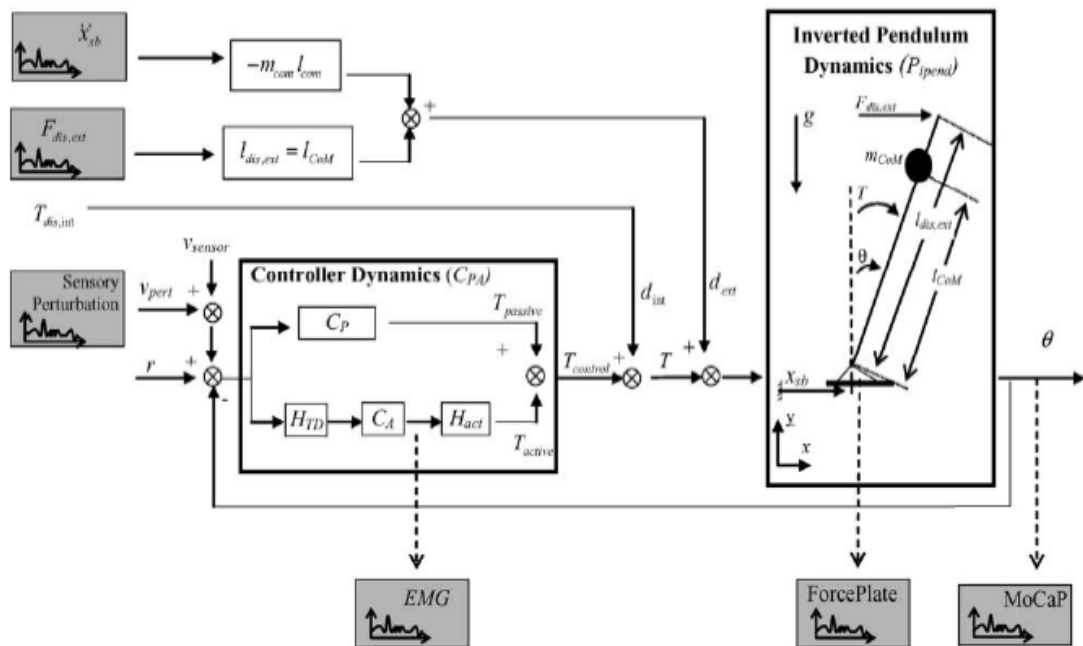 Ẍsb
−mcom lcom
+
Fdis,ext
ldis,ext = lCoM
Tdis,int
vsensor
Sensory
Perturbation
vpert
+
r
+
-
Controller Dynamics (CPA)
CP
Tpassive
+
HTD
CA
Hact
Tactive
+
Tcontrol
+
dint
T
+
dext
Inverted Pendulum
Dynamics (Pipend)
Fdis,ext
g
mCoM
T
ldis,ext
θ
lCoM
xsb
y
x
θ
EMG
ForcePlate
MoCaP